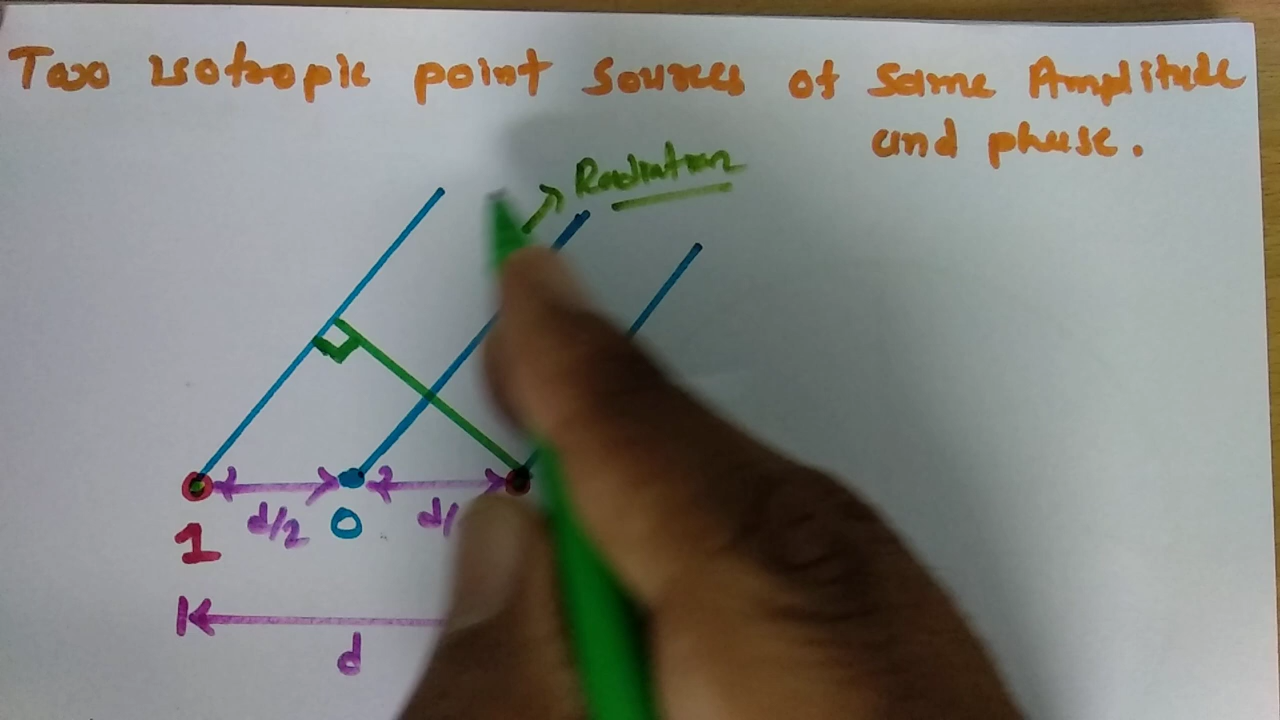 Two isotropic point sources of same Amplitude
and phase.
Radiation
d/2 d/
1 0
d